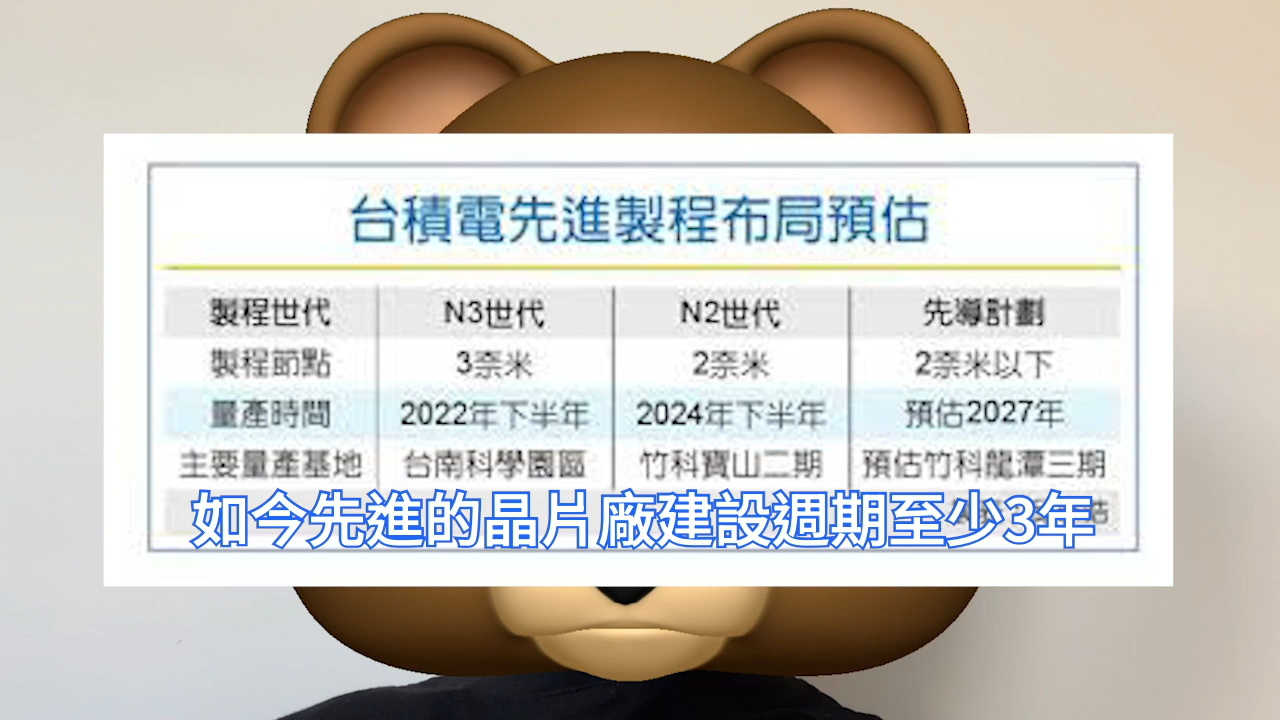 台積電先進製程布局預估
製程世代 N3世代 N2世代 先導計劃
製程節點 3奈米 2奈米 2奈米以下
量產時間 2022年下半年 2024年下半年 預估2027年
主要量產基地 台南科學園區 竹科寶山二期 預估竹科龍潭三期
如今先進的晶片廠建設週期至少3年